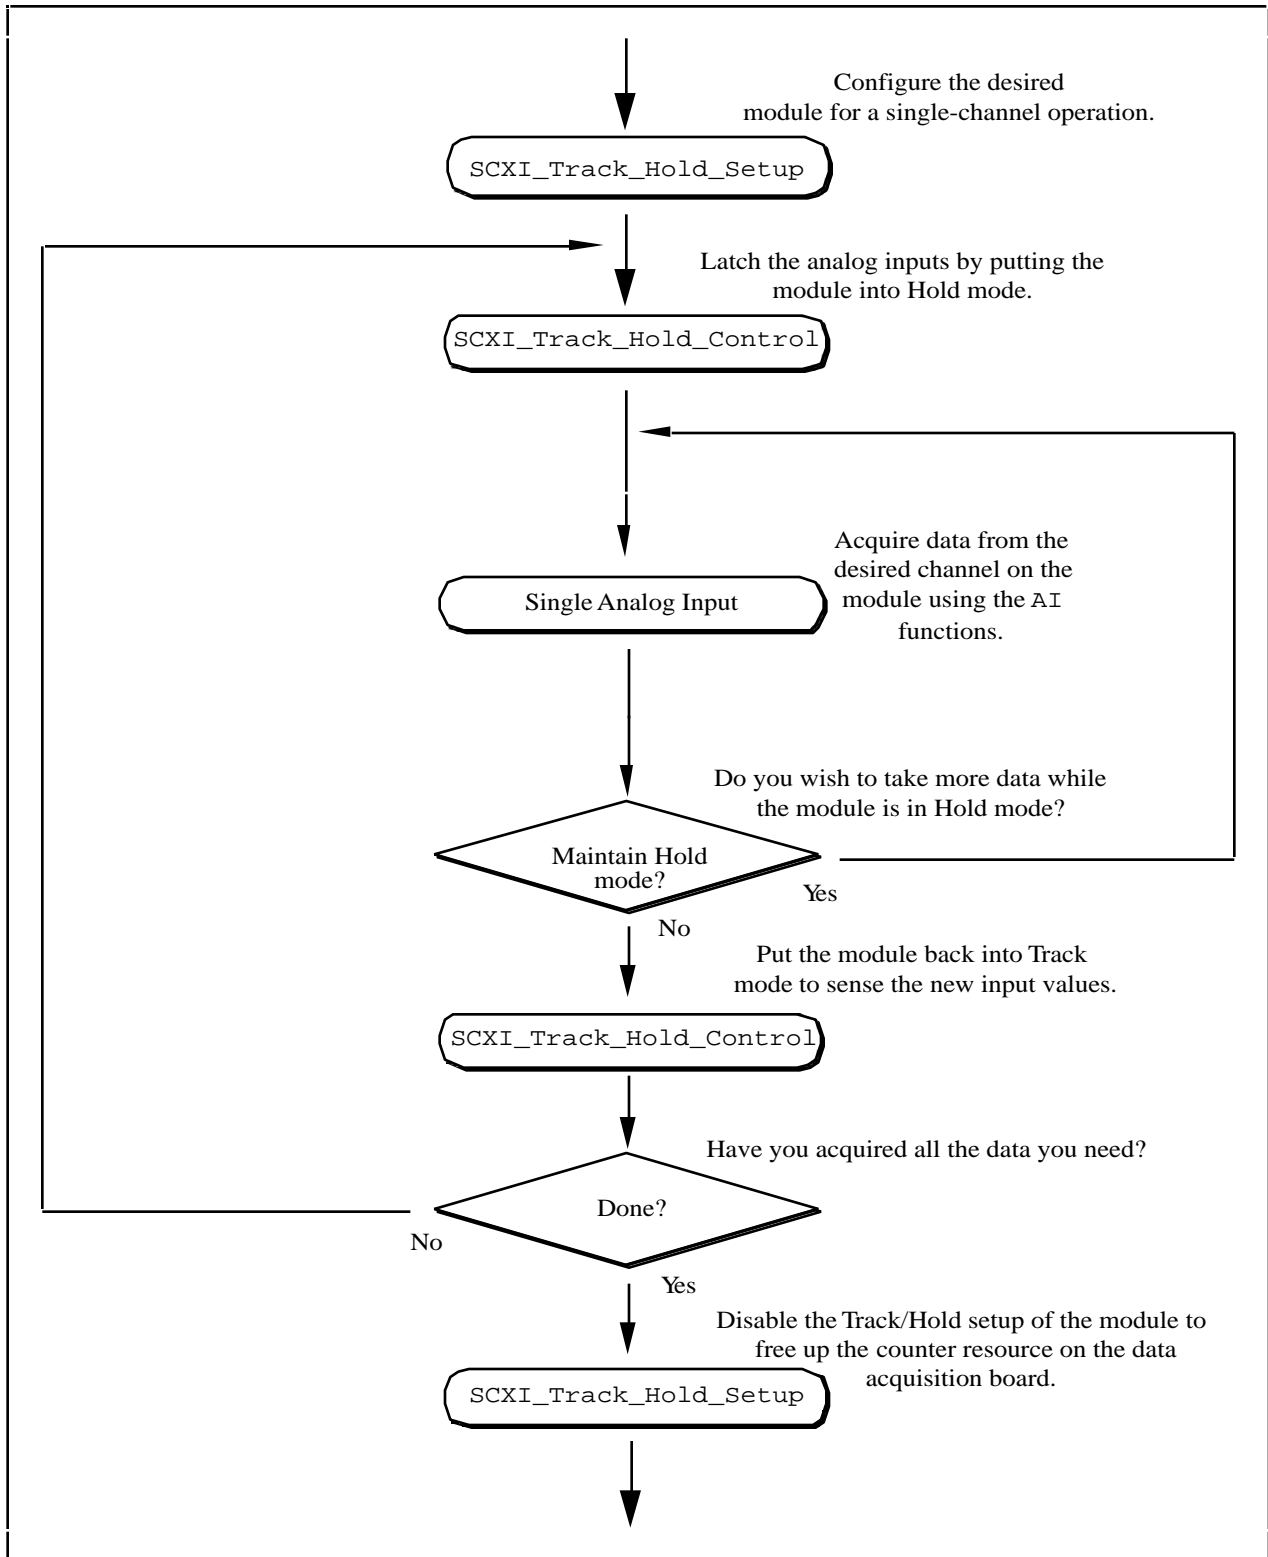 Configure the desired
module for a single-channel operation.
SCXI_Track_Hold_Setup
Latch the analog inputs by putting the
module into Hold mode.
SCXI_Track_Hold_Control
Acquire data from the
desired channel on the
module using the AI
functions.
Single Analog Input
Do you wish to take more data while
the module is in Hold mode?
Maintain Hold
mode?
Yes
No
Put the module back into Track
mode to sense the new input values.
SCXI_Track_Hold_Control
Have you acquired all the data you need?
Done?
No
Yes
Disable the Track/Hold setup of the module to
free up the counter resource on the data
acquisition board.
SCXI_Track_Hold_Setup